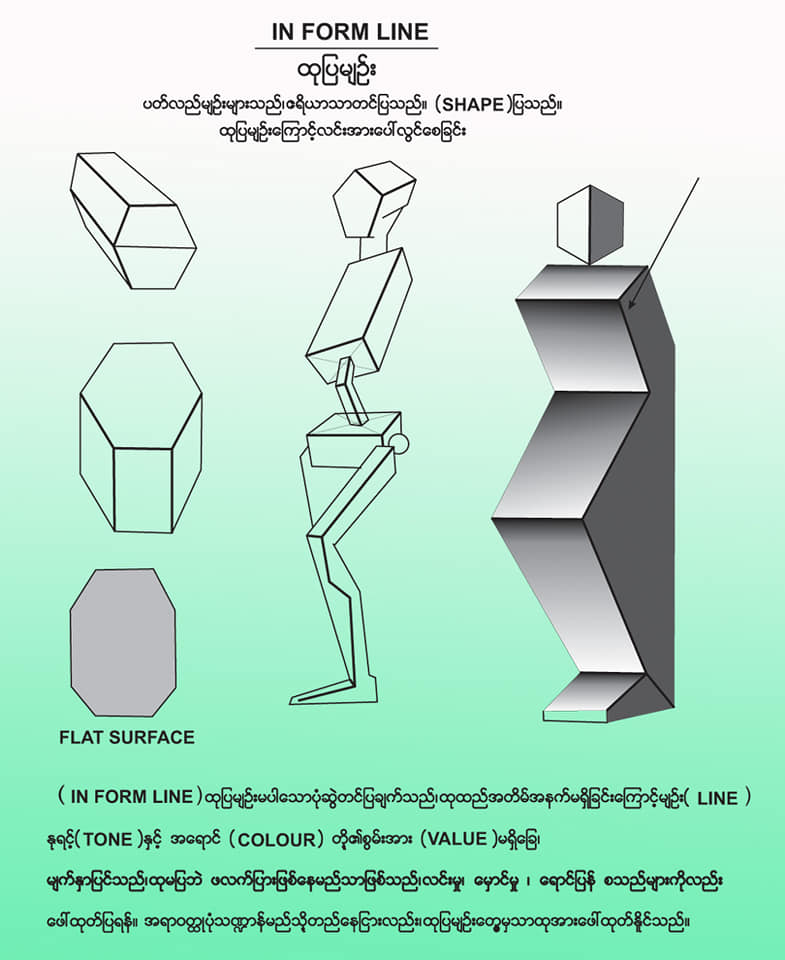 IN FORM LINE
ထုပြမျဉ်း
ပတ်လည်မျဉ်းများသည်၊ဧရိယာသာတင်ပြသည်။ (SHAPE)ပြသည်။
ထုပြမျဉ်းကြောင့်လင်းအားပေါ်လွင်စေခြင်း
FLAT SURFACE
( IN FORM LINE )ထုပြမျဉ်းမပါသောပုံဆွဲတင်ပြချက်သည်၊ထုထည်အတိမ်အနက်မရှိခြင်းကြောင့်မျဉ်း( LINE )
နုရင့်(TONE )နှင့် အရောင် (COLOUR) တို့၏စွမ်းအား (VALUE )မရှိခြေ၊
မျက်နှာပြင်သည်၊ထုမပြဘဲ ဖလက်ပြားဖြစ်နေမည်သာဖြစ်သည်၊လင်းမှု၊ မှောင်မှု ၊ ရောင်ပြန် စသည်များကိုလည်း
ဖေါ်ထုတ်ပြရန်။ အရာဝတ္ထုပုံသဏ္ဍာန်မည်သို့တည်နေငြားလည်း၊ထုပြမျဉ်းတွေ့မှသာထုအားဖေါ်ထုတ်နိူင်သည်။